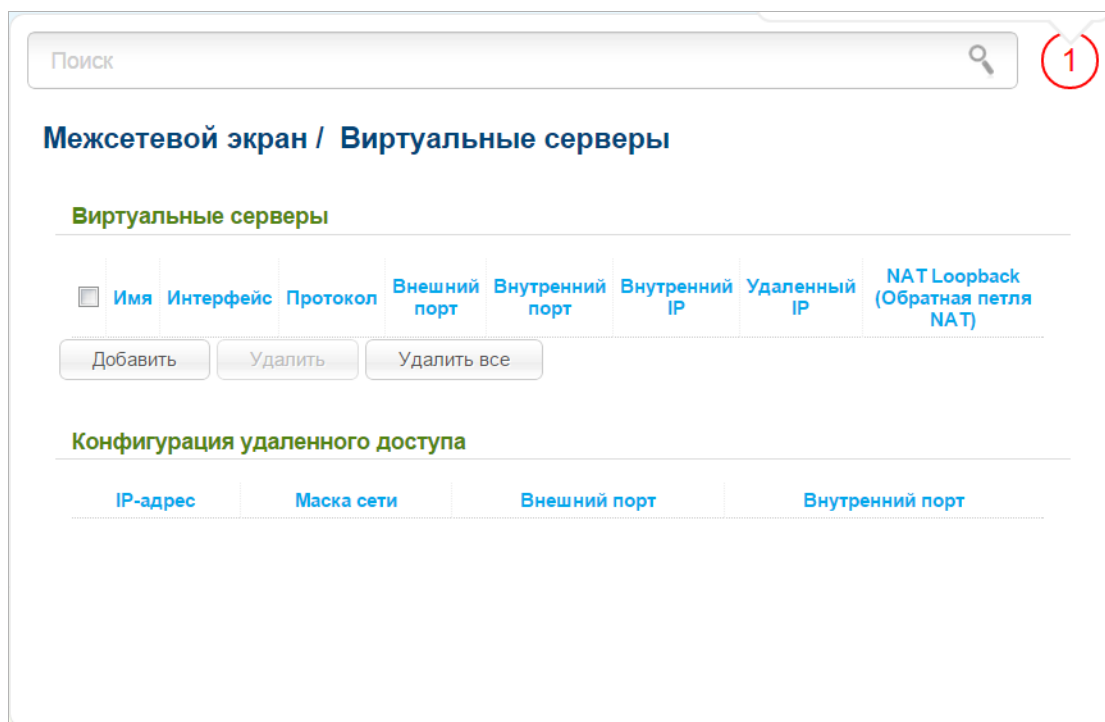 Поиск
1
Межсетевой экран / Виртуальные серверы
Виртуальные серверы
Имя Интерфейс Протокол Внешний порт Внутренний порт Внутренний IP Удаленный IP NAT Loopback (Обратная петля NAT)
Добавить Удалить Удалить все
Конфигурация удаленного доступа
IP-адрес Маска сети Внешний порт Внутренний порт